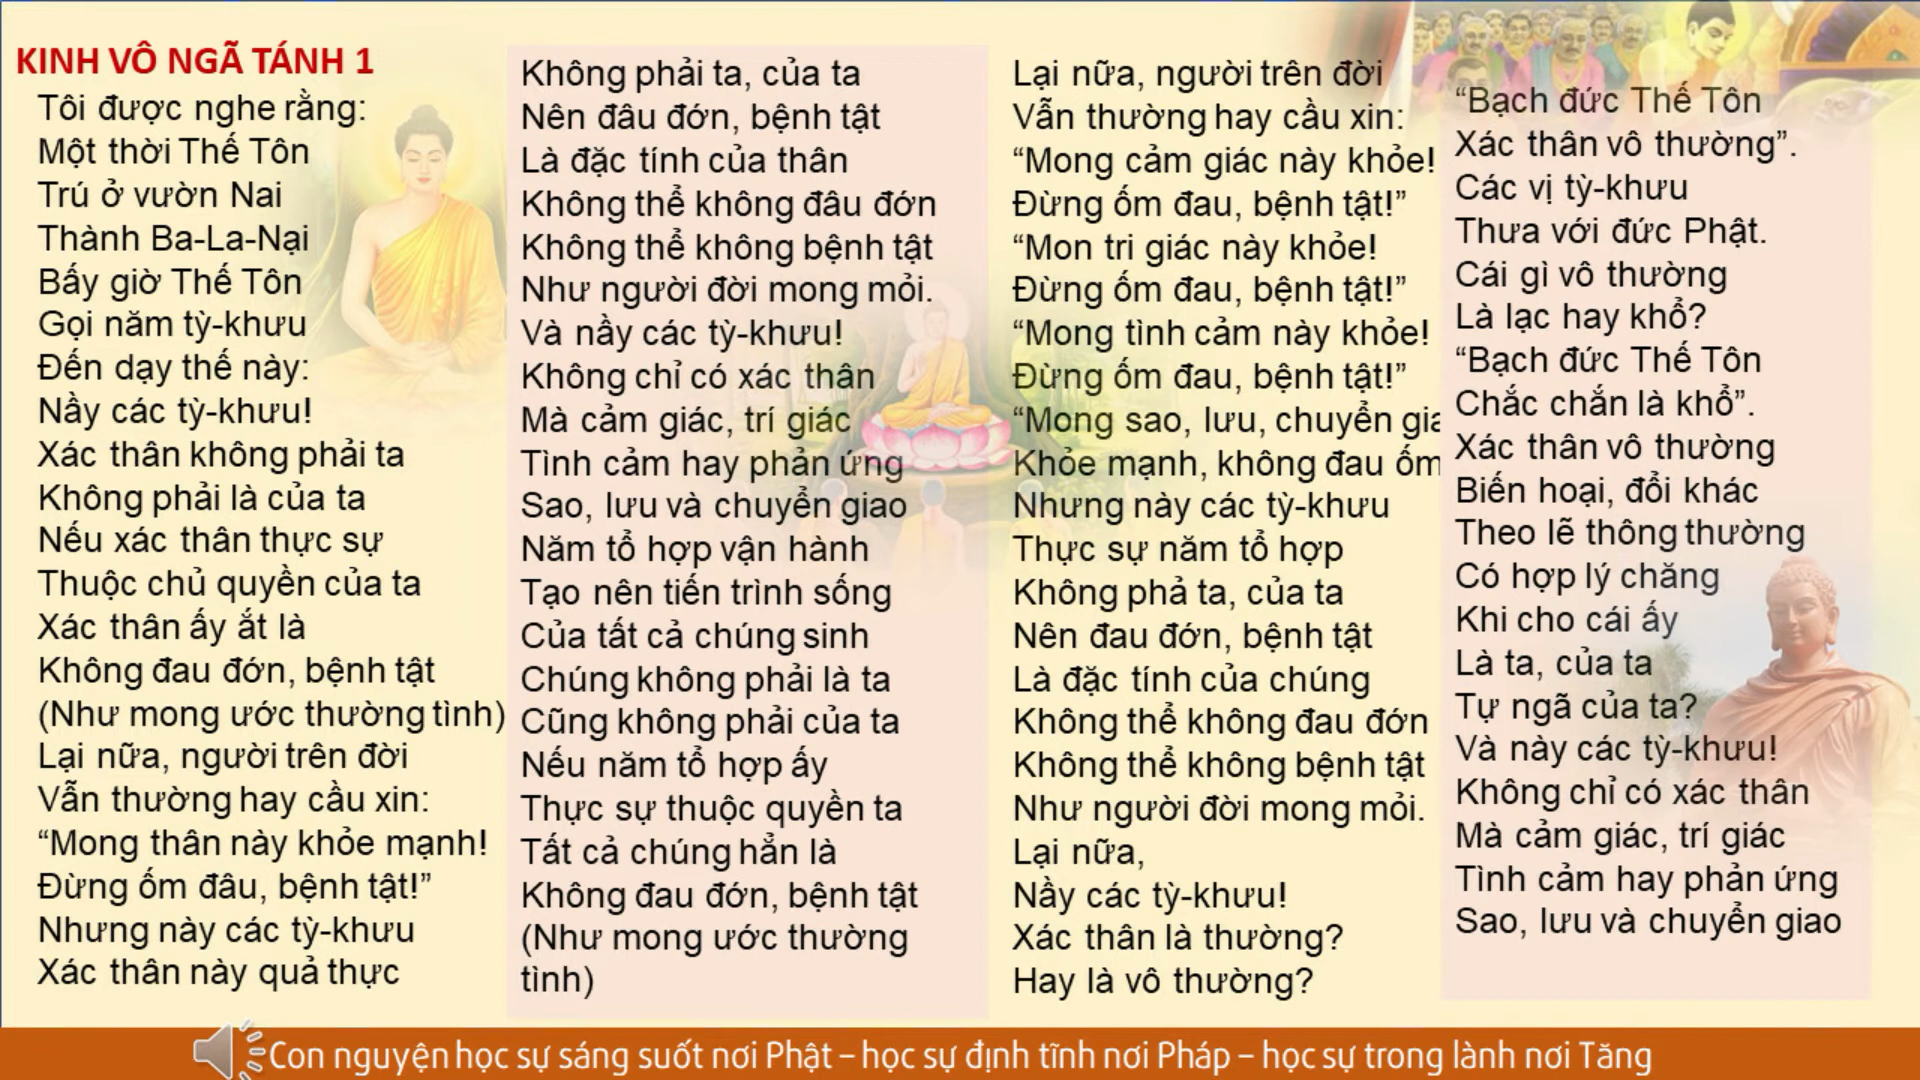 KINH VÔ NGÃ TÁNH 1
Tôi được nghe rằng:
Một thời Thế Tôn
Trú ở vườn Nai
Thành Ba-La-Nại
Bấy giờ Thế Tôn
Gọi năm tỳ-khưu
Đến dạy thế này:
Nầy các tỳ-khưu!
Xác thân không phải ta
Không phải là của ta
Nếu xác thân thực sự
Thuộc chủ quyền của ta
Xác thân ấy ắt là
Không đau đớn, bệnh tật
(Như mong ước thường tình)
Lại nữa, người trên đời
Vẫn thường hay cầu xin:
“Mong thân này khỏe mạnh!
Đừng ốm đâu, bệnh tật!”
Nhưng này các tỳ-khưu
Xác thân này quả thực
Không phải ta, của ta
Nên đâu đớn, bệnh tật
Là đặc tính của thân
Không thể không đâu đớn
Không thể không bệnh tật
Như người đời mong mỏi.
Và nầy các tỳ-khưu!
Không chỉ có xác thân
Mà cảm giác, trí giác
Tình cảm hay phản ứng
Sao, lưu và chuyển giao
Năm tổ hợp vận hành
Tạo nên tiến trình sống
Của tất cả chúng sinh
Chúng không phải là ta
Cũng không phải của ta
Nếu năm tổ hợp ấy
Thực sự thuộc quyền ta
Tất cả chúng hẳn là
Không đau đớn, bệnh tật
(Như mong ước thường
tình)
Lại nữa, người trên đời
Vẫn thường hay cầu xin:
“Mong cảm giác này khỏe!
Đừng ốm đau, bệnh tật!”
“Mon tri giác này khỏe!
Đừng ốm đau, bệnh tật!”
“Mong tình cảm này khỏe!
Đừng ốm đau, bệnh tật!”
“Mong sao, lưu, chuyển gia
Khỏe mạnh, không đau ốm
Nhưng này các tỳ-khưu
Thực sự năm tổ hợp
Không phả ta, của ta
Nên đau đớn, bệnh tật
Là đặc tính của chúng
Không thể không đau đớn
Không thể không bệnh tật
Như người đời mong mỏi.
Lại nữa,
Nầy các tỳ-khưu!
Xác thân là thường?
Hay là vô thường?
“Bạch đức Thế Tôn
Xác thân vô thường”.
Các vị tỳ-khưu
Thưa với đức Phật.
Cái gì vô thường
Là lạc hay khổ?
“Bạch đức Thế Tôn
Chắc chắn là khổ”.
Xác thân vô thường
Biến hoại, đổi khác
Theo lẽ thông thường
Có hợp lý chăng
Khi cho cái ấy
Là ta, của ta
Tự ngã của ta?
Và này các tỳ-khưu!
Không chỉ có xác thân
Mà cảm giác, trí giác
Tình cảm hay phản ứng
Sao, lưu và chuyển giao
Con nguyện học sự sáng suốt nơi Phật – học sự định tĩnh nơi Pháp – học sự trong lành nơi Tăng